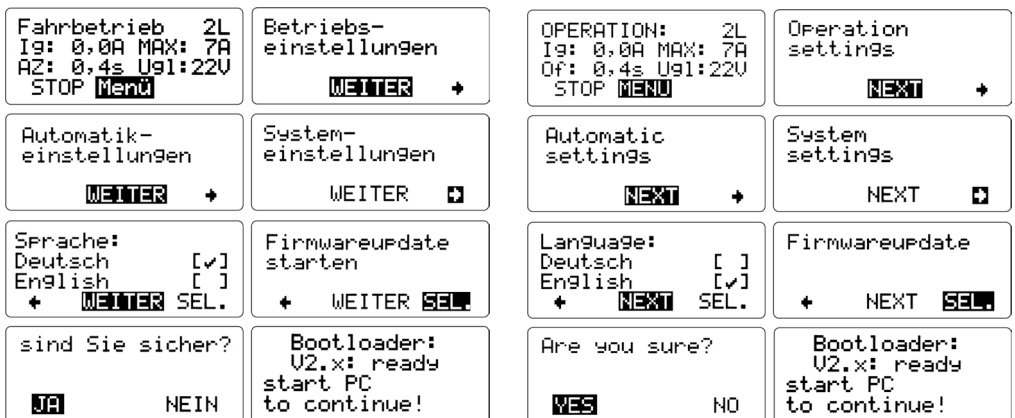 Fahrbetrieb 2L
Ig: 0,0A MAX: 7A
AZ: 0,4s Ugl:22V
STOP Menü
Betriebs-
einstellungen
WEITER →
Automatik-
einstellungen
WEITER →
System-
einstellungen
WEITER →
Sprache:
Deutsch [✓]
English [ ]
← WEITER SEL.
Firmwareupdate
starten
← WEITER SEL.
sind Sie sicher?
JA NEIN
Bootloader:
V2.x: ready
start PC
to continue!
OPERATION: 2L
Ig: 0,0A MAX: 7A
Of: 0,4s Ugl:22V
STOP MENU
Operation
settings
NEXT →
Automatic
settings
NEXT →
System
settings
NEXT →
Language:
Deutsch [ ]
English [✓]
← NEXT SEL.
Firmwareupdate
← NEXT SEL.
Are you sure?
YES NO
Bootloader:
V2.x: ready
start PC
to continue!